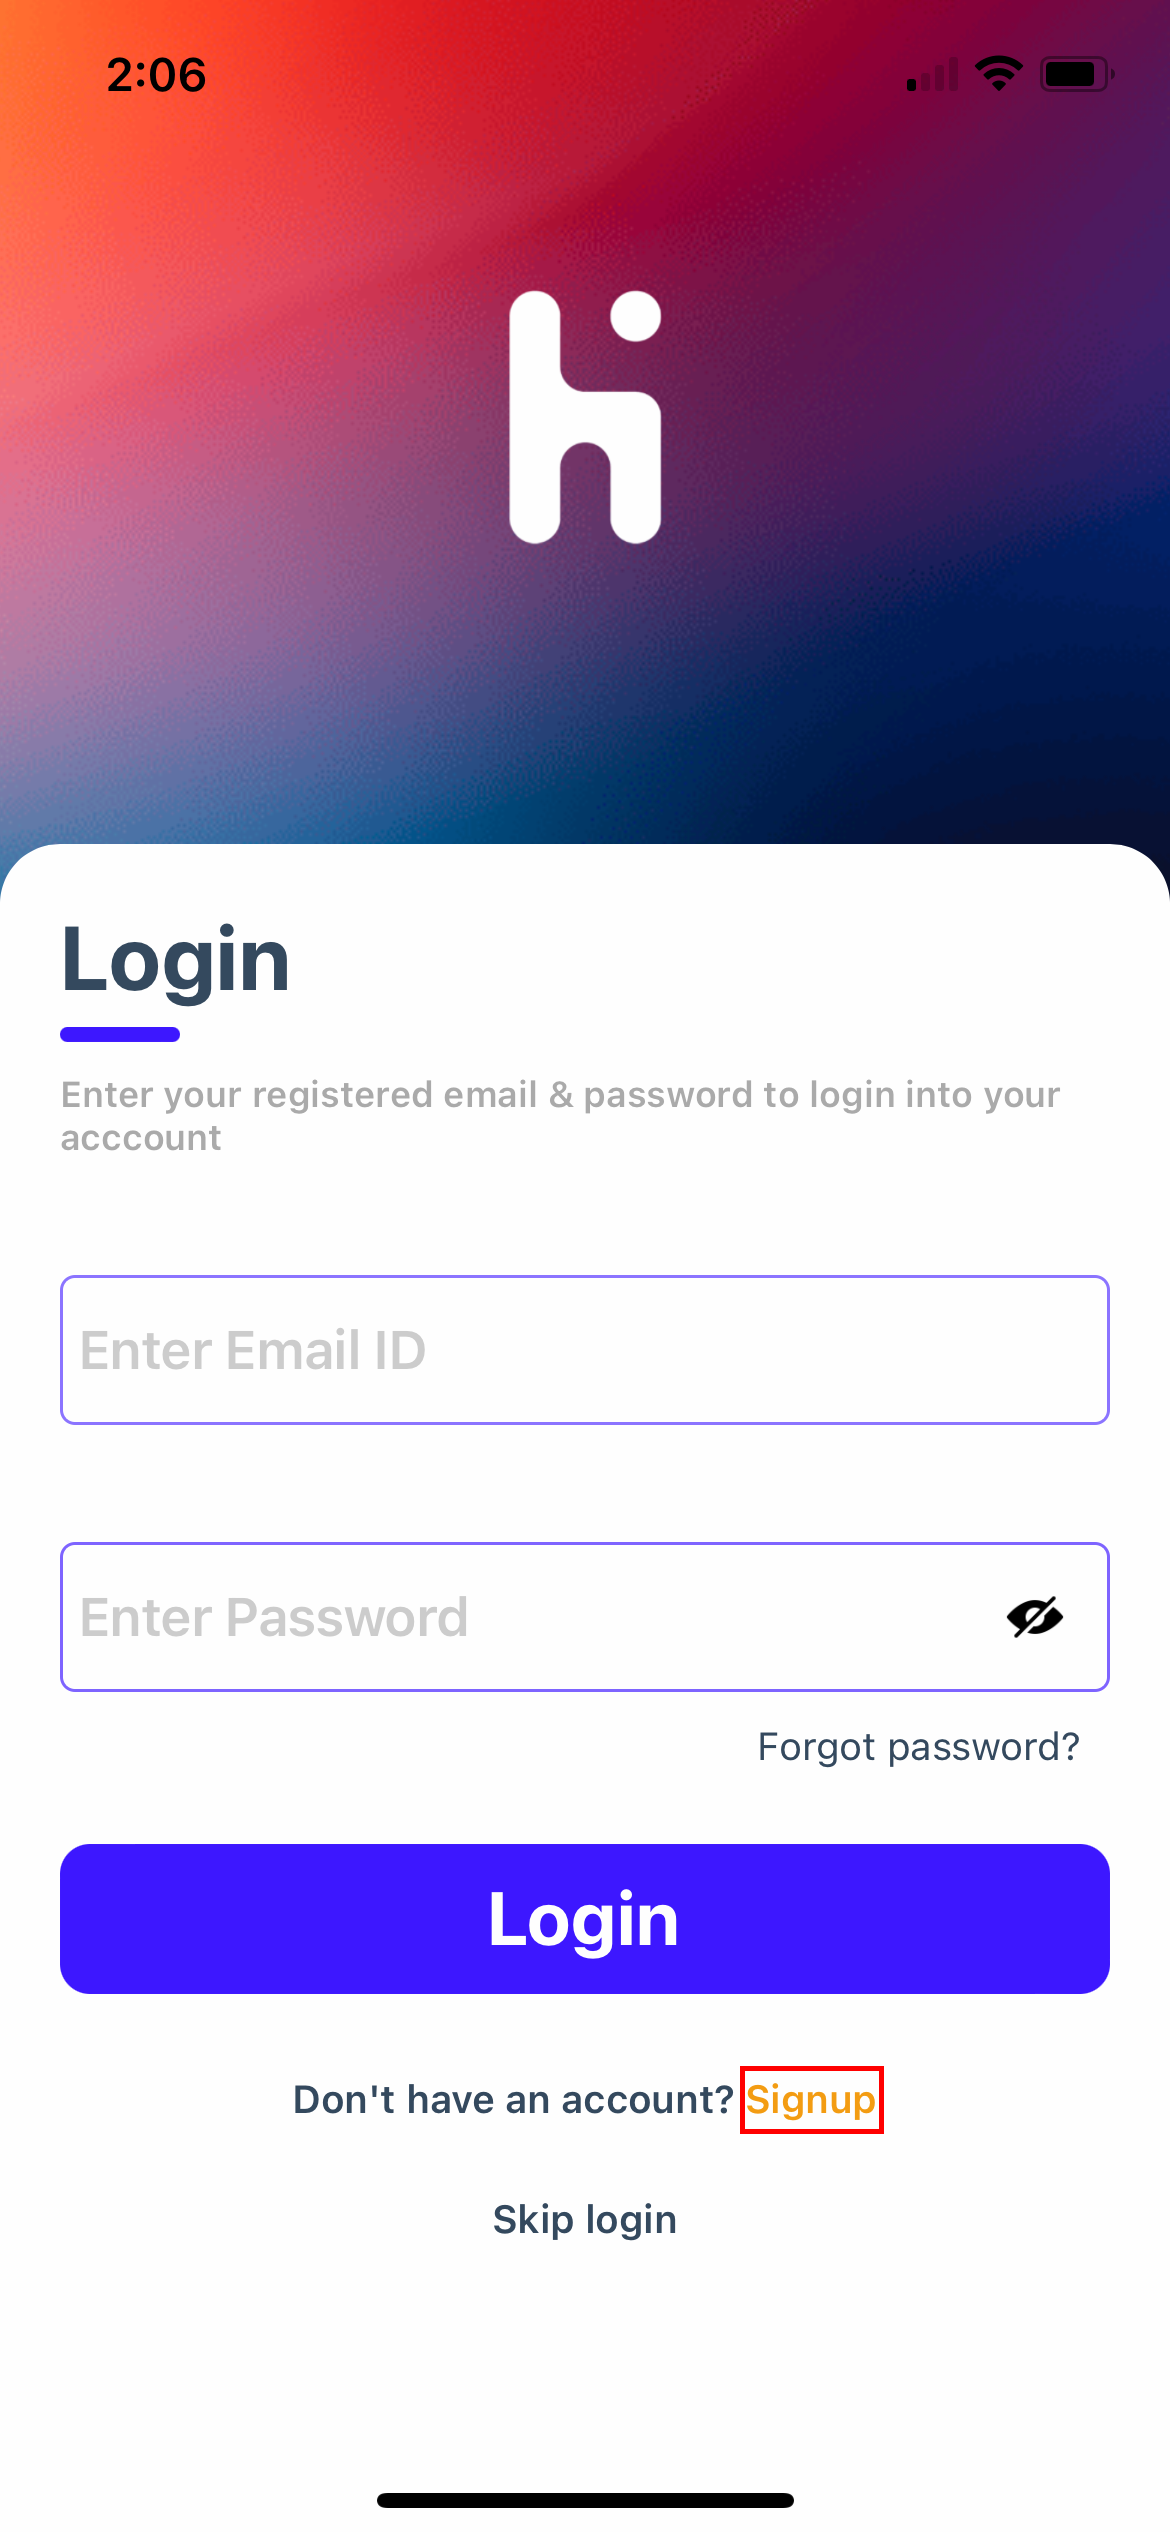 2:06
hi
Login
Enter your registered email & password to login into your
acccount
Enter Email ID
Enter Password
Forgot password?
Login
Don't have an account? Signup
Skip login